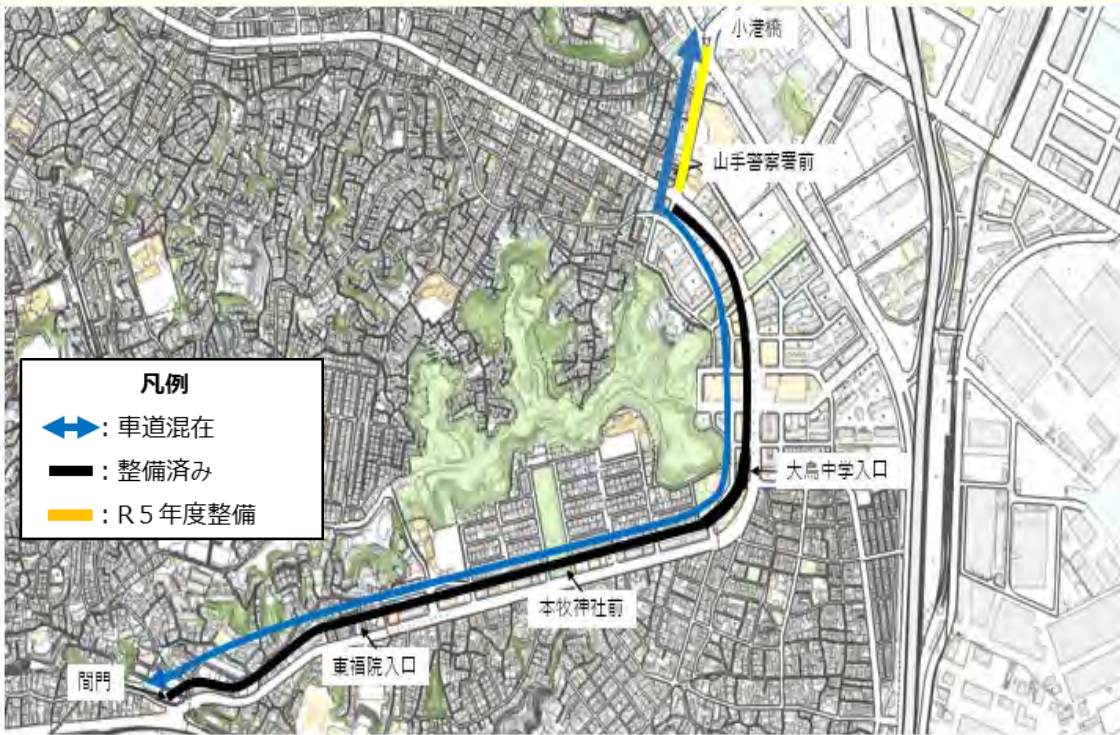 小港橋
山手警察署前
凡例
: 車道混在
: 整備済み
: R5年度整備
大鳥中学入口
本牧神社前
東福院入口
間門